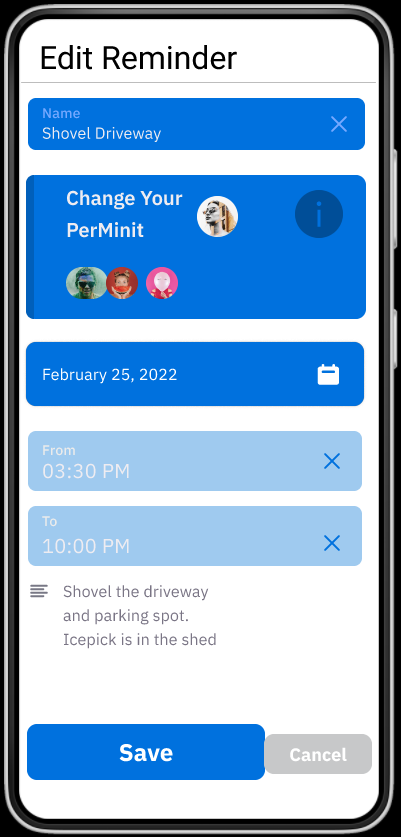 Edit Reminder
Name
Shovel Driveway
Change Your
PerMinit
i
February 25, 2022
From
03:30 PM
To
10:00 PM
Shovel the driveway
and parking spot.
Icepick is in the shed
Save
Cancel